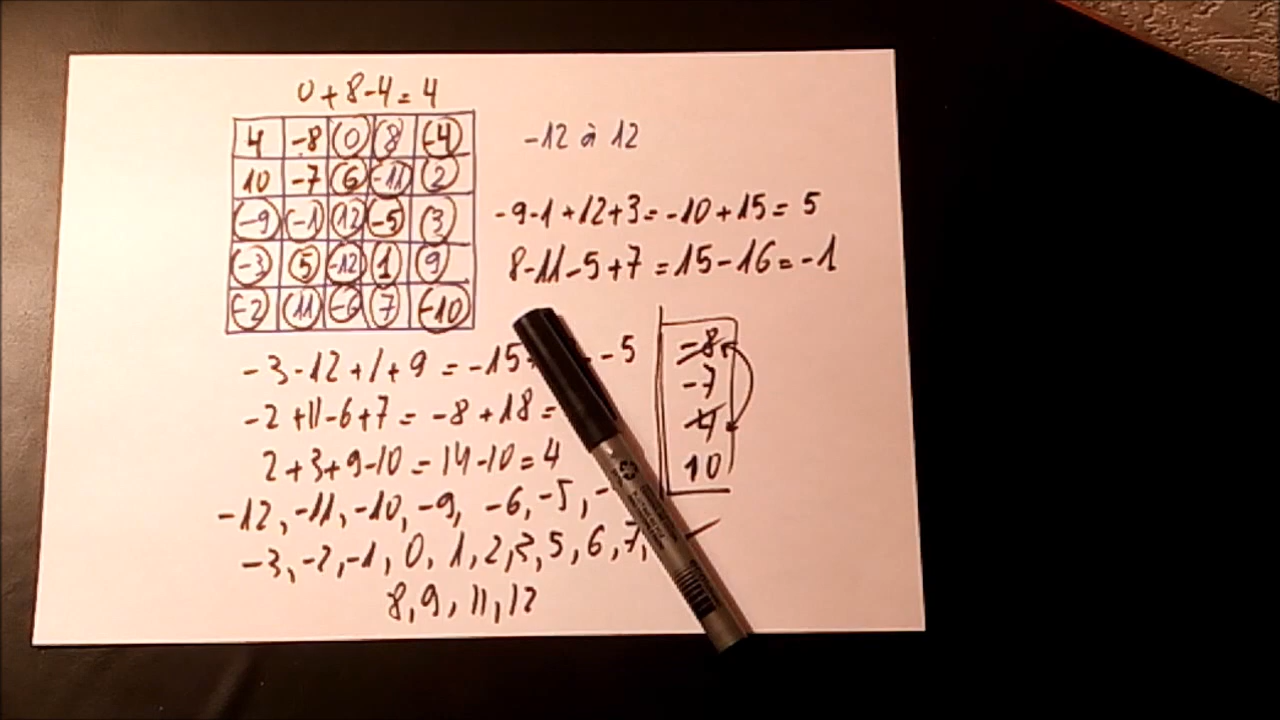 0+8-4=4
4 -8 0 8 -4
10 -7 6 -11 2
-9 -1 12 -5 3
-3 5 -12 1 9
-2 11 -6 7 -10
-12 à 12
-9-1+12+3=-10+15=5
8-11-5+7=15-16=-1
-3-12+1+9=-15 -5
-2+11-6+7=-8+18=
2+3+9-10=14-10=4
-12,-11,-10,-9,-6,-5,-
-3,-2,-1,0,1,2,3,5,6,7,
8,9,11,12
-8
-7
4
10